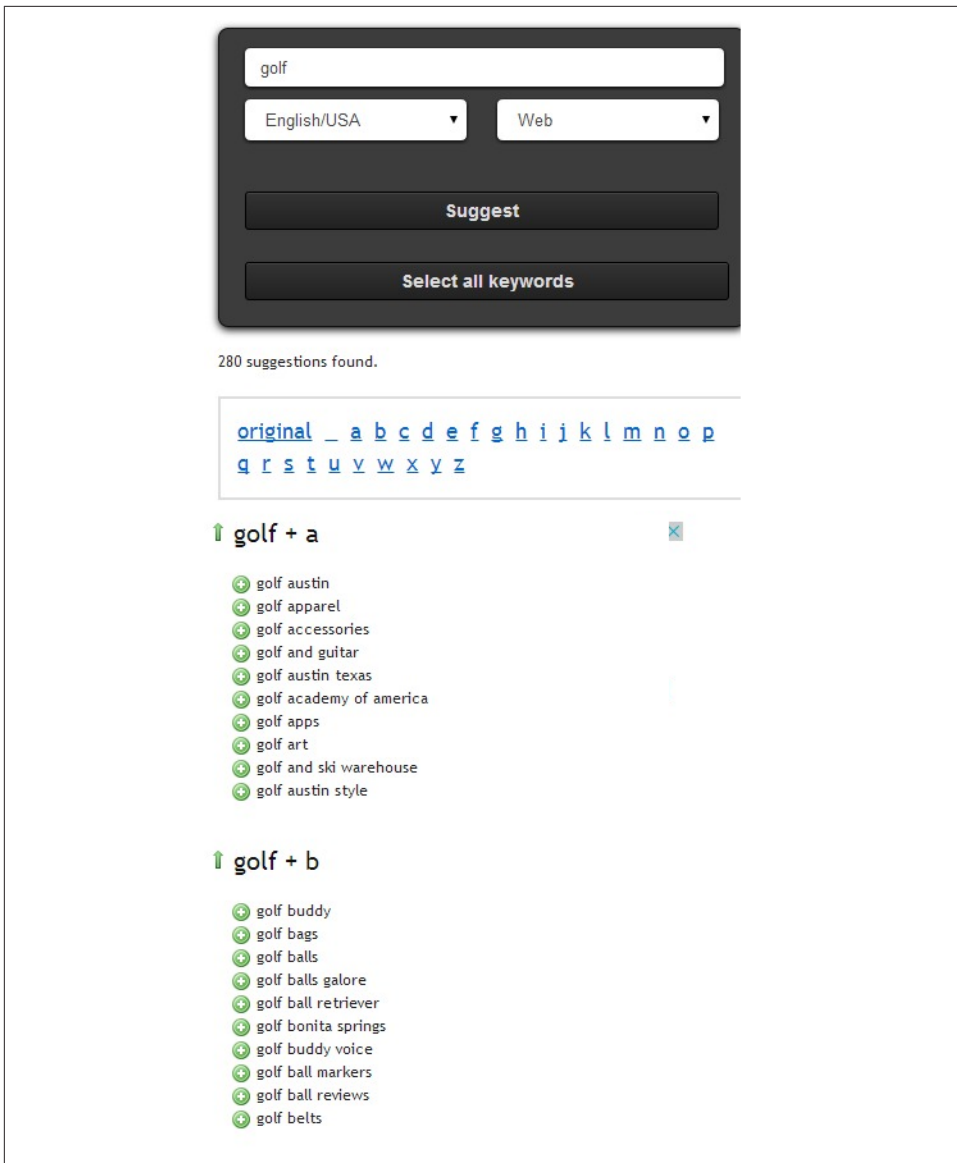 golf
English/USA Web
Suggest
Select all keywords
280 suggestions found.
original _ a b c d e f g h i j k l m n o p
q r s t u v w x y z
golf + a
golf austin
golf apparel
golf accessories
golf and guitar
golf austin texas
golf academy of america
golf apps
golf art
golf and ski warehouse
golf austin style
golf + b
golf buddy
golf bags
golf balls
golf balls galore
golf ball retriever
golf bonita springs
golf buddy voice
golf ball markers
golf ball reviews
golf belts